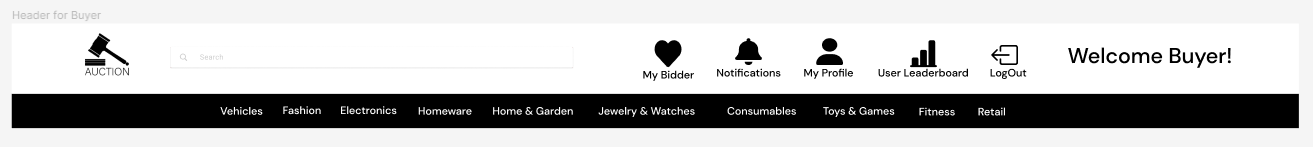 Header for Buyer
AUCTION
Search
My Bidder
Notifications
My Profile
User Leaderboard
LogOut
Welcome Buyer!
Vehicles Fashion Electronics Homeware Home & Garden Jewelry & Watches Consumables Toys & Games Fitness Retail